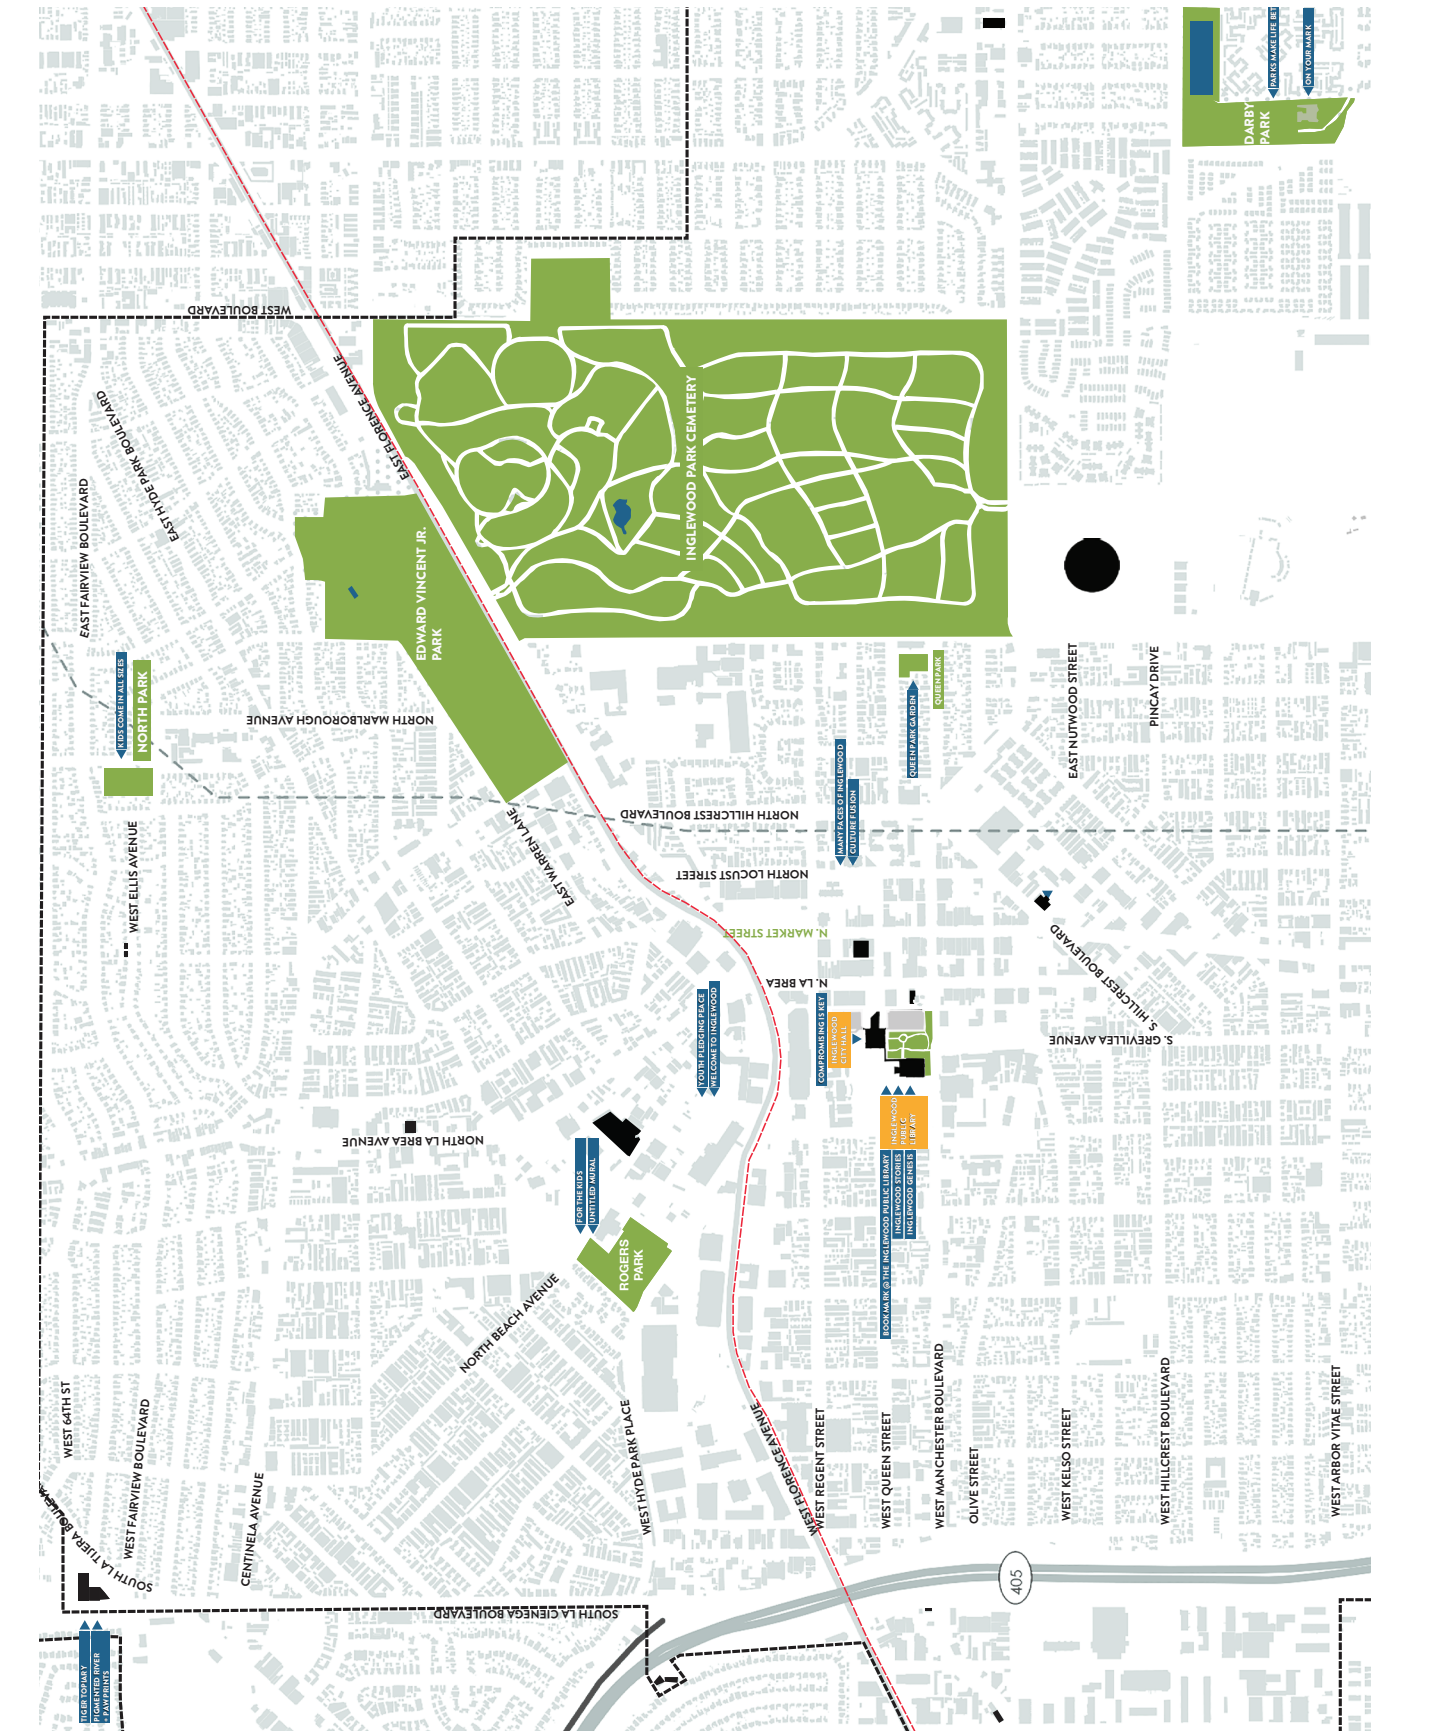 PARKS MAKE LIFE BET
ON YOUR MARK
DARBY
PARK
WEST BOULEVARD
EAST FLORENCE AVENUE
EAST HYDE PARK BOULEVARD
EAST FAIRVIEW BOULEVARD
INGLEWOOD PARK CEMETERY
EDWARD VINCENT JR.
PARK
KIDS COME IN ALL SIZES
NORTH PARK
NORTH MARLBOROUGH AVENUE
QUEEN PARK GARDEN
QUEEN PARK
EAST NUTWOOD STREET
PINCAY DRIVE
MANY FACES OF INGLEWOOD
CULTURE FUSION
NORTH HILLCREST BOULEVARD
EAST WARREN LANE
WEST ELLIS AVENUE
NORTH LOCUST STREET
N. MARKET STREET
N. LA BREA
S. HILLCREST BOULEVARD
S. GREVILLEA AVENUE
YOUTH PLEDGING PEACE
WELCOME TO INGLEWOOD
COMPROMISING IS KEY
INGLEWOOD
CITY HALL
INGLEWOOD
PUBLIC
LIBRARY
NORTH LA BREA AVENUE
FOR THE KIDS
UNTITLED MURAL
BOOKMARK @ THE INGLEWOOD PUBLIC LIBRARY
INGLEWOOD STORIES
INGLEWOOD GENESIS
ROGERS
PARK
NORTH BEACH AVENUE
WEST 64TH ST
WEST FAIRVIEW BOULEVARD
CENTINELA AVENUE
WEST HYDE PARK PLACE
WEST FLORENCE AVENUE
WEST REGENT STREET
WEST QUEEN STREET
WEST MANCHESTER BOULEVARD
OLIVE STREET
WEST KELSO STREET
WEST HILLCREST BOULEVARD
WEST ARBOR VITAE STREET
SOUTH LA TIJERA BOULEVA
SOUTH LA CIENEGA BOULEVARD
405
TIGER TOPIARY
PIGMENTED RIVER
+ PAWPRINTS